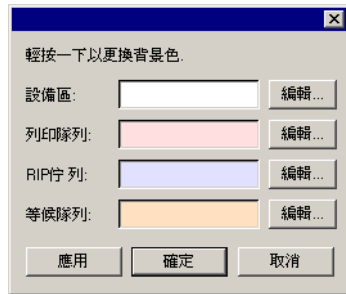 輕按一下以更換背景色.
設備區: 編輯...
列印隊列: 編輯...
RIP佇 列: 編輯...
等候隊列: 編輯...
應用 確定 取消